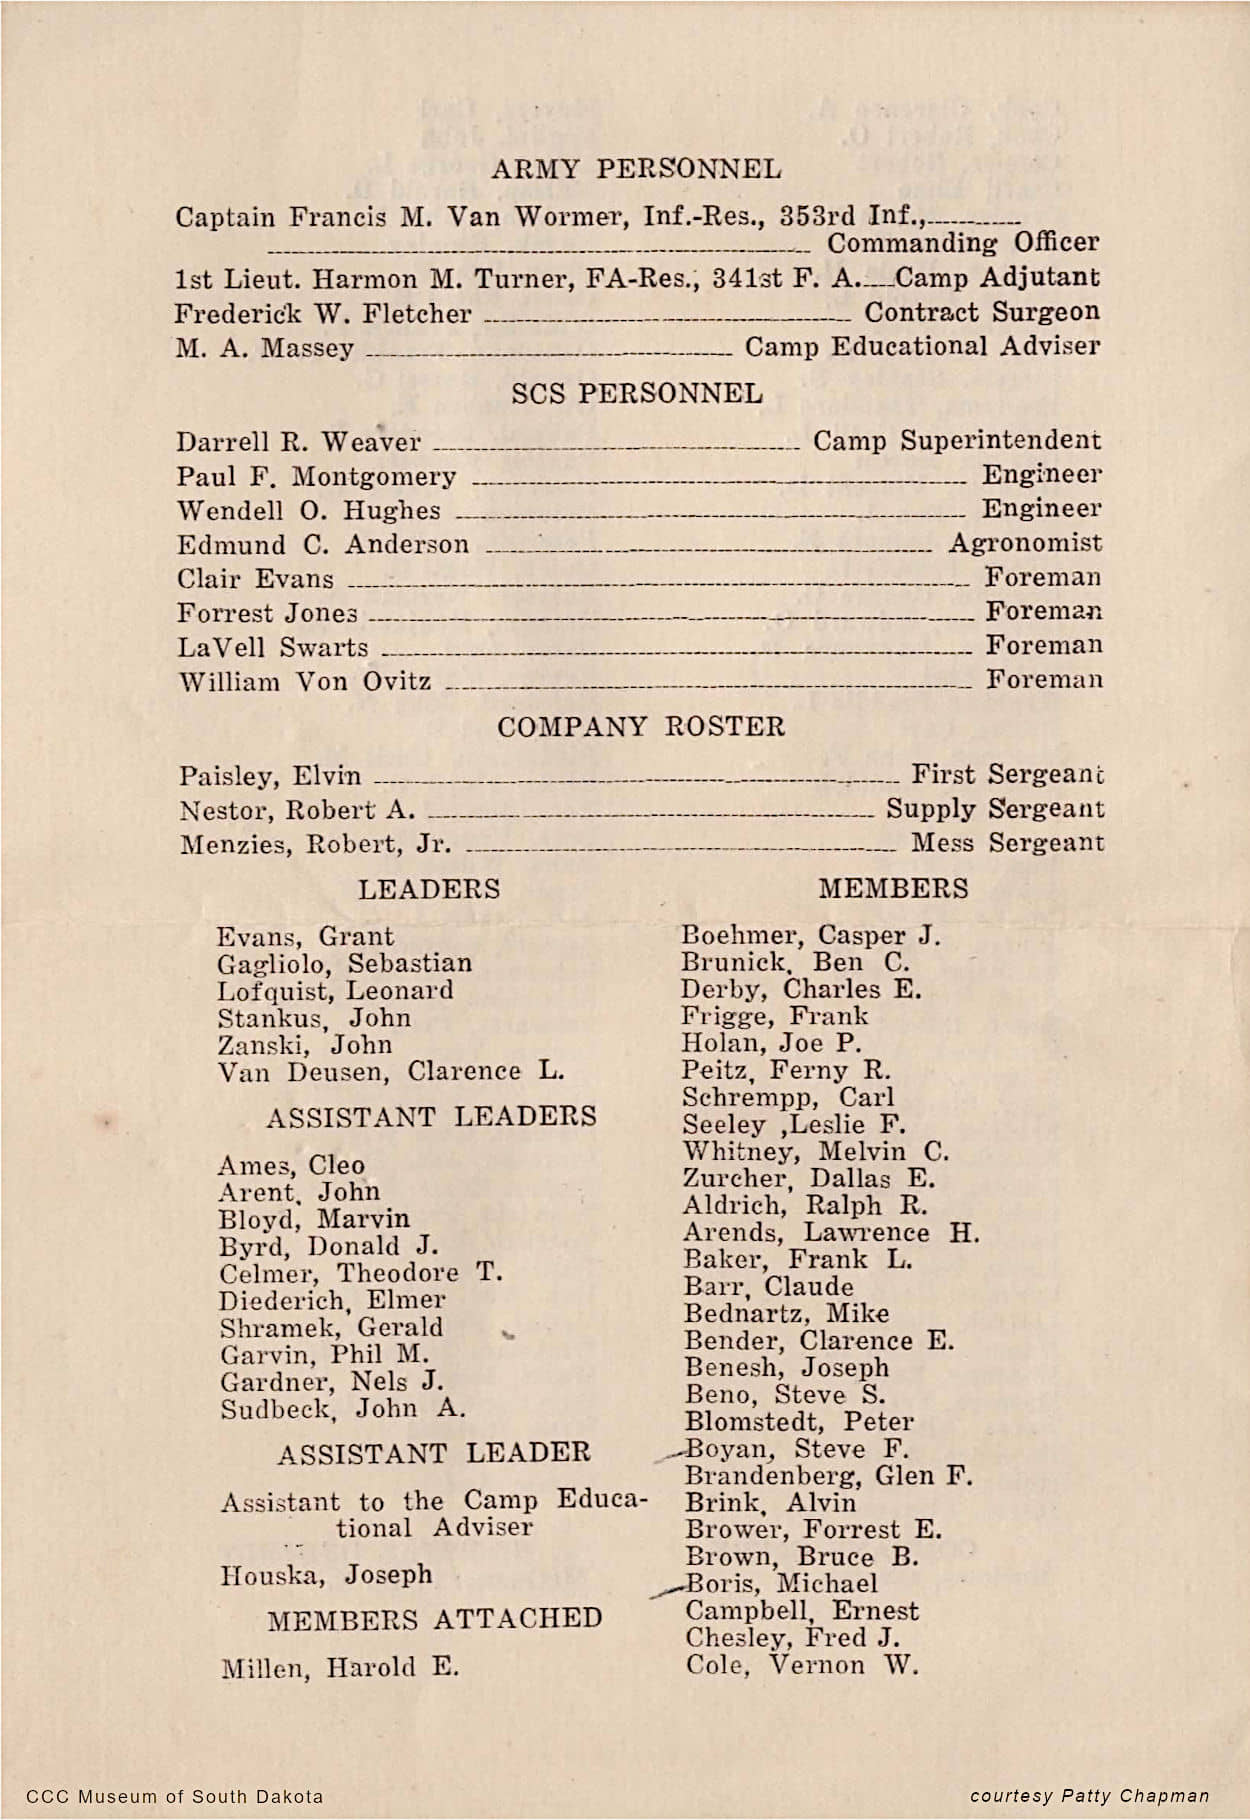 ARMY PERSONNEL
Captain Francis M. Van Wormer, Inf.-Res., 353rd Inf.,
Commanding Officer
1st Lieut. Harmon M. Turner, FA-Res., 341st F. A. Camp Adjutant
Frederick W. Fletcher Contract Surgeon
M. A. Massey Camp Educational Adviser
SCS PERSONNEL
Darrell R. Weaver Camp Superintendent
Paul F. Montgomery Engineer
Wendell O. Hughes Engineer
Edmund C. Anderson Agronomist
Clair Evans Foreman
Forrest Jones Foreman
LaVell Swarts Foreman
William Von Ovitz Foreman
COMPANY ROSTER
Paisley, Elvin First Sergeant
Nestor, Robert A. Supply Sergeant
Menzies, Robert, Jr. Mess Sergeant
LEADERS
Evans, Grant
Gagliolo, Sebastian
Lofquist, Leonard
Stankus, John
Zanski, John
Van Deusen, Clarence L.
ASSISTANT LEADERS
Ames, Cleo
Arent, John
Bloyd, Marvin
Byrd, Donald J.
Celmer, Theodore T.
Diederich, Elmer
Shramek, Gerald
Garvin, Phil M.
Gardner, Nels J.
Sudbeck, John A.
ASSISTANT LEADER
Assistant to the Camp Educa-
tional Adviser
Houska, Joseph
MEMBERS ATTACHED
Millen, Harold E.
MEMBERS
Boehmer, Casper J.
Brunick, Ben C.
Derby, Charles E.
Frigge, Frank
Holan, Joe P.
Peitz, Ferny R.
Schrempp, Carl
Seeley ,Leslie F.
Whitney, Melvin C.
Zurcher, Dallas E.
Aldrich, Ralph R.
Arends, Lawrence H.
Baker, Frank L.
Barr, Claude
Bednartz, Mike
Bender, Clarence E.
Benesh, Joseph
Beno, Steve S.
Blomstedt, Peter
Boyan, Steve F.
Brandenberg, Glen F.
Brink, Alvin
Brower, Forrest E.
Brown, Bruce B.
Boris, Michael
Campbell, Ernest
Chesley, Fred J.
Cole, Vernon W.
CCC Museum of South Dakota
courtesy Patty Chapman